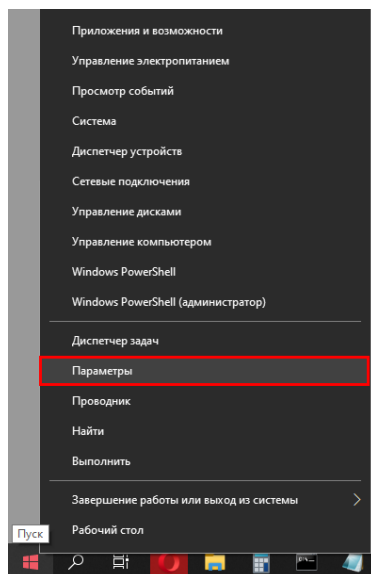 Приложения и возможности
Управление электропитанием
Просмотр событий
Система
Диспетчер устройств
Сетевые подключения
Управление дисками
Управление компьютером
Windows PowerShell
Windows PowerShell (администратор)
Диспетчер задач
Параметры
Проводник
Найти
Выполнить
Завершение работы или выход из системы
Рабочий стол
Пуск